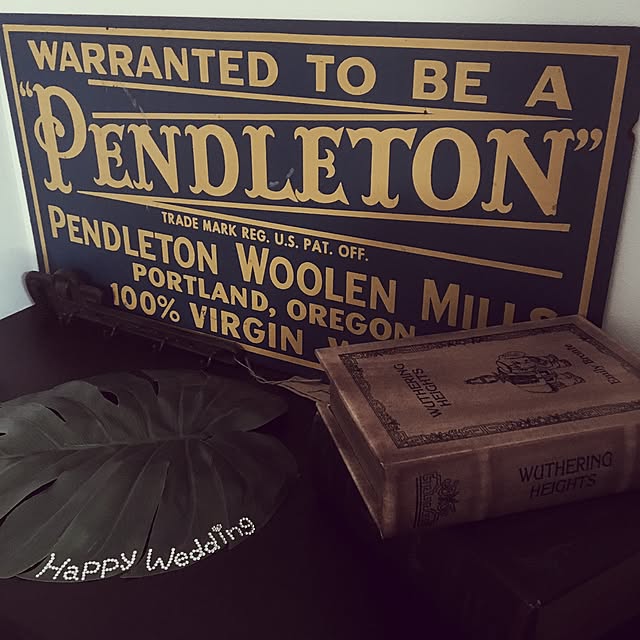 WARRANTED TO BE A
"PENDLETON"
TRADE MARK REG. U.S. PAT. OFF.
PENDLETON WOOLEN MILLS
PORTLAND, OREGON
100% VIRGIN
WUTHERING
HEIGHTS
Emily Bronte
WUTHERING
HEIGHTS
Happy Wedding